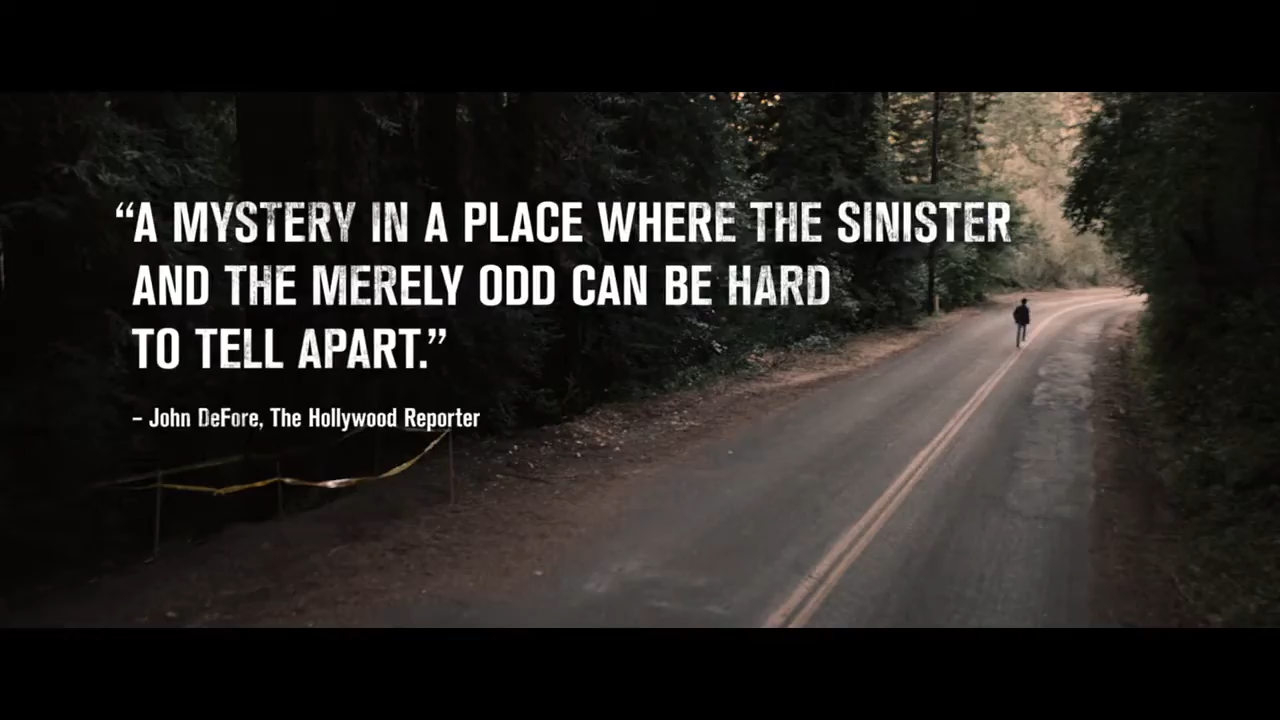 “A MYSTERY IN A PLACE WHERE THE SINISTER
AND THE MERELY ODD CAN BE HARD
TO TELL APART.”
– John DeFore, The Hollywood Reporter